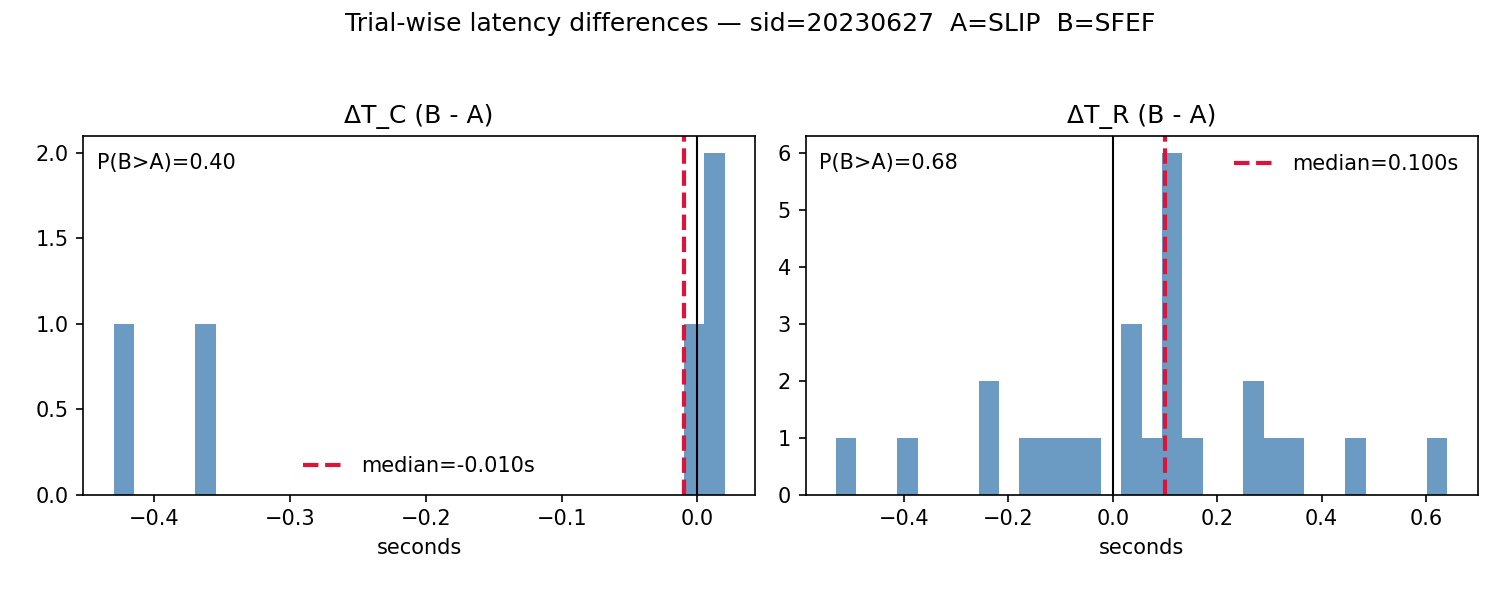 Trial-wise latency differences — sid=20230627  A=SLIP  B=SFEF
ΔT_C (B - A)
P(B>A)=0.40
2.0
1.5
1.0
0.5
0.0
median=-0.010s
−0.4
−0.3
−0.2
−0.1
0.0
seconds
ΔT_R (B - A)
P(B>A)=0.68
median=0.100s
6
5
4
3
2
1
0
−0.4
−0.2
0.0
0.2
0.4
0.6
seconds